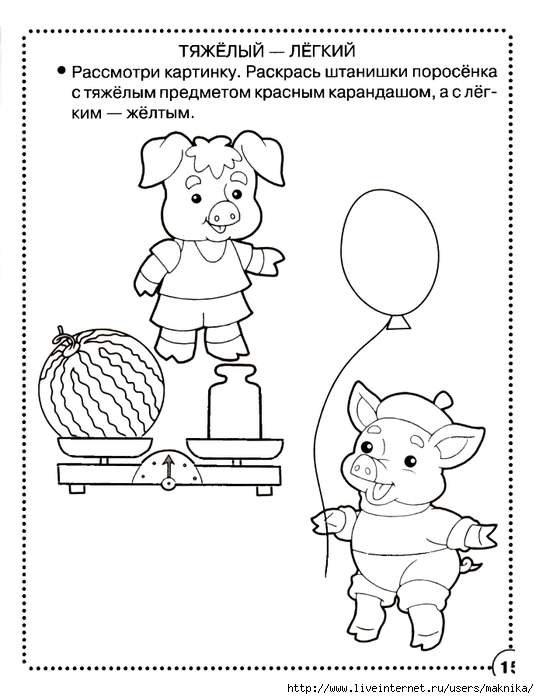 ТЯЖЁЛЫЙ — ЛЁГКИЙ
• Рассмотри картинку. Раскрась штанишки поросёнка
с тяжёлым предметом красным карандашом, а с лёг-
ким — жёлтым.
15
http://www.liveinternet.ru/users/maknika/